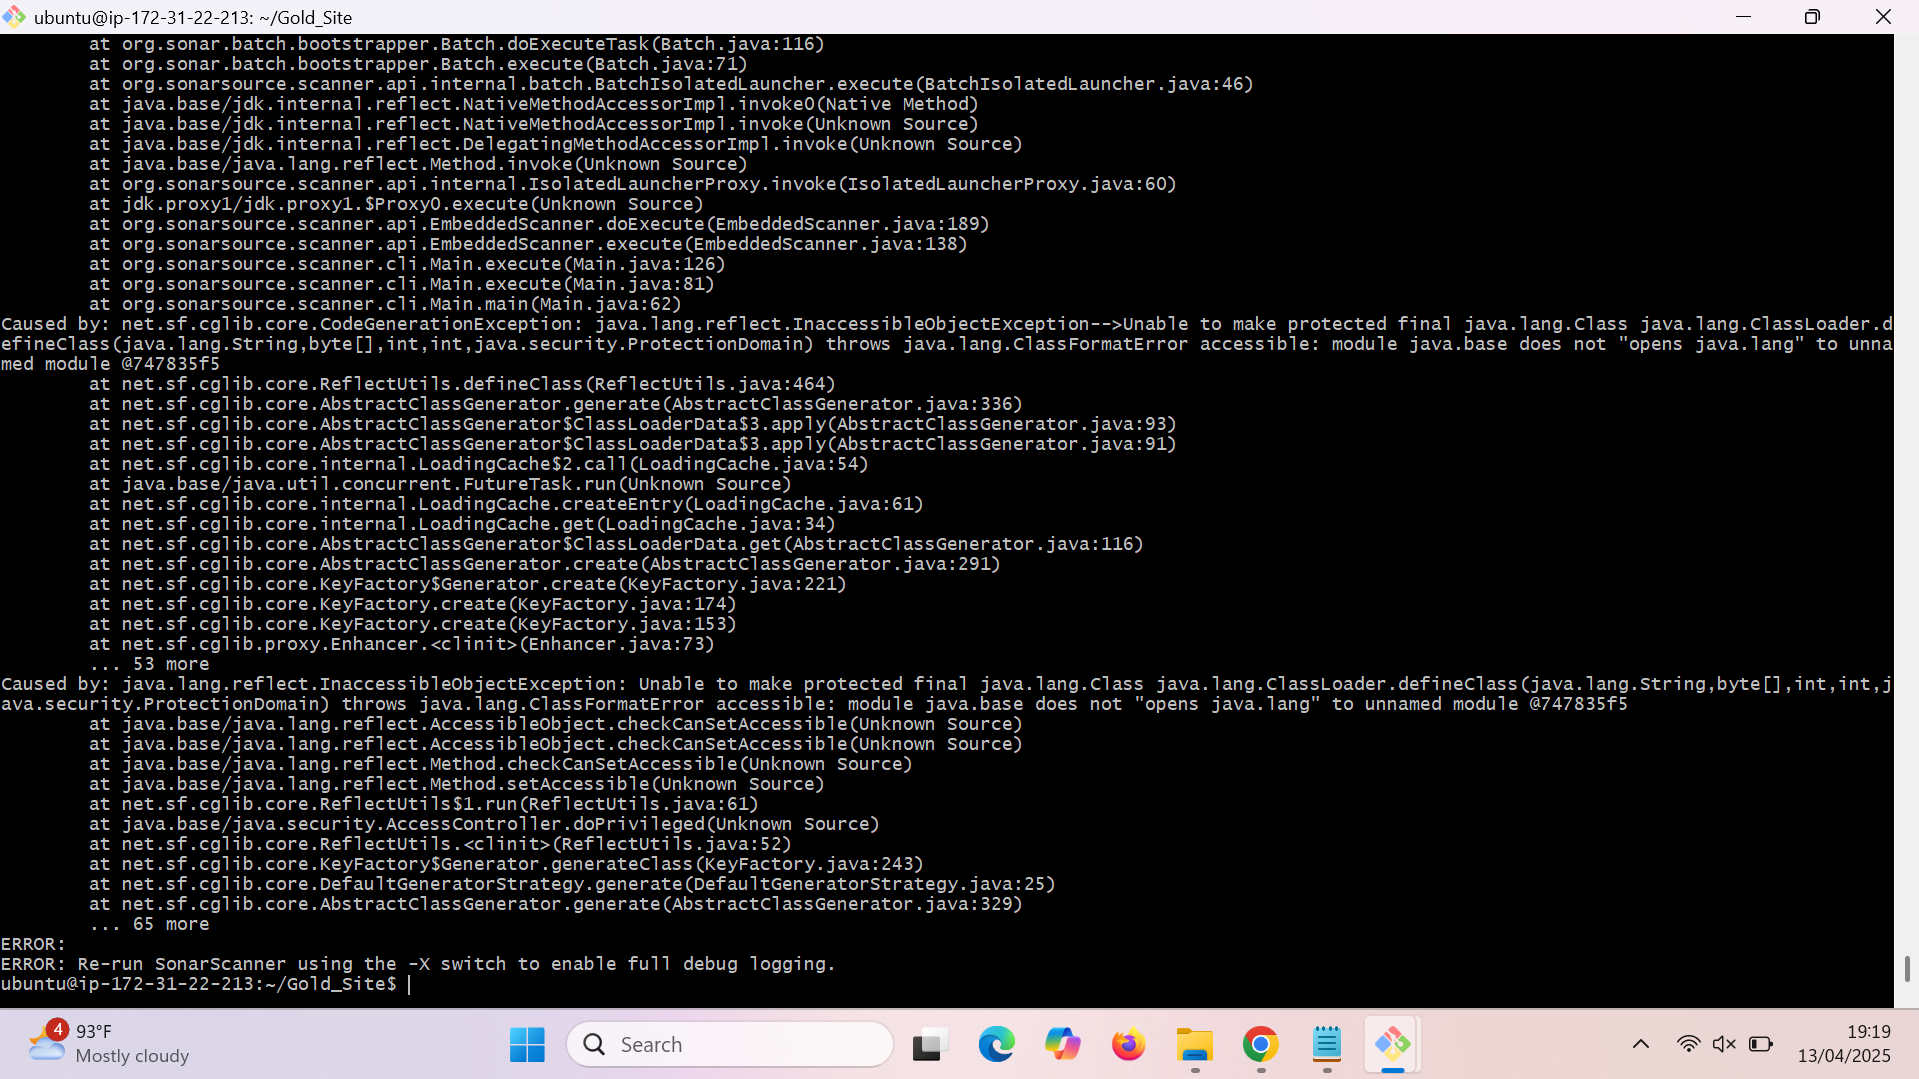 ubuntu@ip-172-31-22-213: ~/Gold_Site
at org.sonar.batch.bootstrapper.Batch.doExecuteTask(Batch.java:116)
at org.sonar.batch.bootstrapper.Batch.execute(Batch.java:71)
at org.sonarsource.scanner.api.internal.batch.BatchIsolatedLauncher.execute(BatchIsolatedLauncher.java:46)
at java.base/jdk.internal.reflect.NativeMethodAccessorImpl.invoke0(Native Method)
at java.base/jdk.internal.reflect.NativeMethodAccessorImpl.invoke(Unknown Source)
at java.base/jdk.internal.reflect.DelegatingMethodAccessorImpl.invoke(Unknown Source)
at java.base/java.lang.reflect.Method.invoke(Unknown Source)
at org.sonarsource.scanner.api.internal.IsolatedLauncherProxy.invoke(IsolatedLauncherProxy.java:60)
at jdk.proxy1/jdk.proxy1.$Proxy0.execute(Unknown Source)
at org.sonarsource.scanner.api.EmbeddedScanner.doExecute(EmbeddedScanner.java:189)
at org.sonarsource.scanner.api.EmbeddedScanner.execute(EmbeddedScanner.java:138)
at org.sonarsource.scanner.cli.Main.execute(Main.java:126)
at org.sonarsource.scanner.cli.Main.execute(Main.java:81)
at org.sonarsource.scanner.cli.Main.main(Main.java:62)
Caused by: net.sf.cglib.core.CodeGenerationException: java.lang.reflect.InaccessibleObjectException-->Unable to make protected final java.lang.Class java.lang.ClassLoader.d
efineClass(java.lang.String,byte[],int,int,java.security.ProtectionDomain) throws java.lang.ClassFormatError accessible: module java.base does not "opens java.lang" to unna
med module @747835f5
at net.sf.cglib.core.ReflectUtils.defineClass(ReflectUtils.java:464)
at net.sf.cglib.core.AbstractClassGenerator.generate(AbstractClassGenerator.java:336)
at net.sf.cglib.core.AbstractClassGenerator$ClassLoaderData$3.apply(AbstractClassGenerator.java:93)
at net.sf.cglib.core.AbstractClassGenerator$ClassLoaderData$3.apply(AbstractClassGenerator.java:91)
at net.sf.cglib.core.internal.LoadingCache$2.call(LoadingCache.java:54)
at java.base/java.util.concurrent.FutureTask.run(Unknown Source)
at net.sf.cglib.core.internal.LoadingCache.createEntry(LoadingCache.java:61)
at net.sf.cglib.core.internal.LoadingCache.get(LoadingCache.java:34)
at net.sf.cglib.core.AbstractClassGenerator$ClassLoaderData.get(AbstractClassGenerator.java:116)
at net.sf.cglib.core.AbstractClassGenerator.create(AbstractClassGenerator.java:291)
at net.sf.cglib.core.KeyFactory$Generator.create(KeyFactory.java:221)
at net.sf.cglib.core.KeyFactory.create(KeyFactory.java:174)
at net.sf.cglib.core.KeyFactory.create(KeyFactory.java:153)
at net.sf.cglib.proxy.Enhancer.<clinit>(Enhancer.java:73)
... 53 more
Caused by: java.lang.reflect.InaccessibleObjectException: Unable to make protected final java.lang.Class java.lang.ClassLoader.defineClass(java.lang.String,byte[],int,int,j
ava.security.ProtectionDomain) throws java.lang.ClassFormatError accessible: module java.base does not "opens java.lang" to unnamed module @747835f5
at java.base/java.lang.reflect.AccessibleObject.checkCanSetAccessible(Unknown Source)
at java.base/java.lang.reflect.AccessibleObject.checkCanSetAccessible(Unknown Source)
at java.base/java.lang.reflect.Method.checkCanSetAccessible(Unknown Source)
at java.base/java.lang.reflect.Method.setAccessible(Unknown Source)
at net.sf.cglib.core.ReflectUtils$1.run(ReflectUtils.java:61)
at java.base/java.security.AccessController.doPrivileged(Unknown Source)
at net.sf.cglib.core.ReflectUtils.<clinit>(ReflectUtils.java:52)
at net.sf.cglib.core.KeyFactory$Generator.generateClass(KeyFactory.java:243)
at net.sf.cglib.core.DefaultGeneratorStrategy.generate(DefaultGeneratorStrategy.java:25)
at net.sf.cglib.core.AbstractClassGenerator.generate(AbstractClassGenerator.java:329)
... 65 more
ERROR:
ERROR: Re-run SonarScanner using the -X switch to enable full debug logging.
ubuntu@ip-172-31-22-213:~/Gold_Site$
4
93°F
Mostly cloudy
Search
19:19
13/04/2025